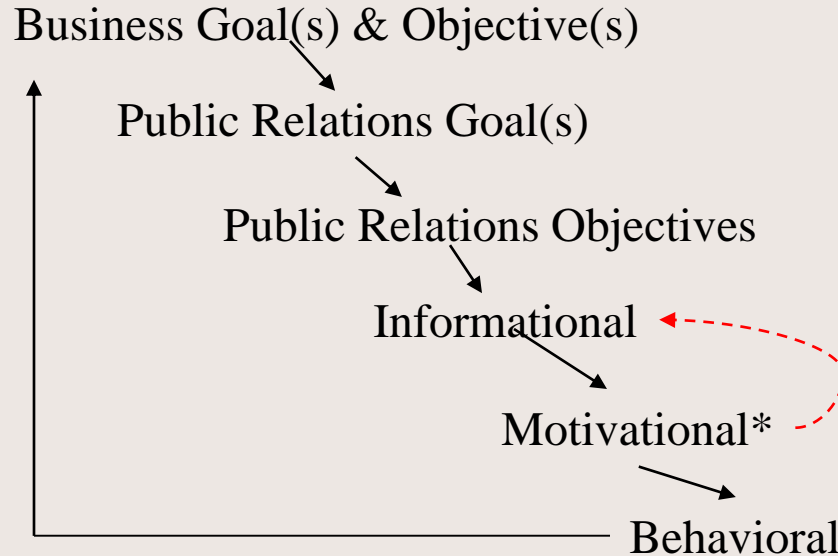 Business Goal(s) & Objective(s)
Public Relations Goal(s)
Public Relations Objectives
Informational
Motivational*
Behavioral